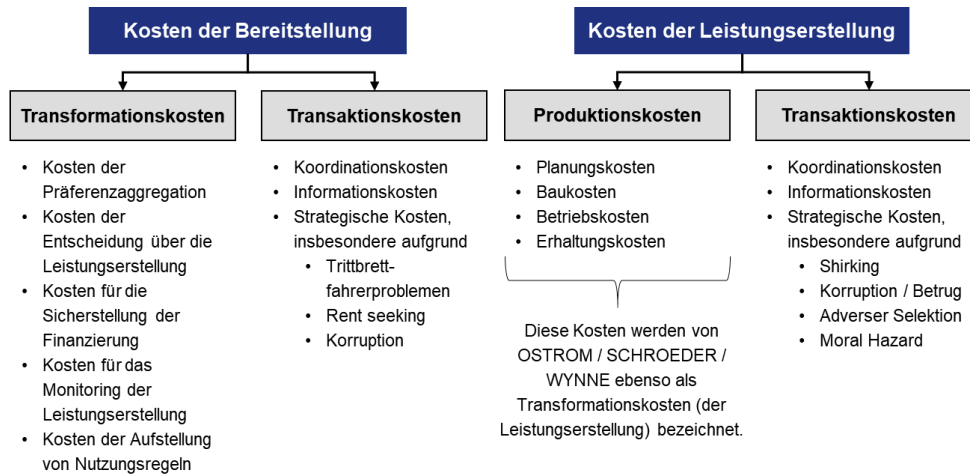 Kosten der Bereitstellung
Transformationskosten
• Kosten der
Präferenzaggregation
• Kosten der
Entscheidung über die
Leistungserstellung
• Kosten für die
Sicherstellung der
Finanzierung
• Kosten für das
Monitoring der
Leistungserstellung
• Kosten der Aufstellung
von Nutzungsregeln
Transaktionskosten
• Koordinationskosten
• Informationskosten
• Strategische Kosten,
insbesondere aufgrund
• Trittbrett-
fahrerproblemen
• Rent seeking
• Korruption
Kosten der Leistungserstellung
Produktionskosten
• Planungskosten
• Baukosten
• Betriebskosten
• Erhaltungskosten
Diese Kosten werden von
OSTROM / SCHROEDER /
WYNNE ebenso als
Transformationskosten (der
Leistungserstellung) bezeichnet.
Transaktionskosten
• Koordinationskosten
• Informationskosten
• Strategische Kosten,
insbesondere aufgrund
• Shirking
• Korruption / Betrug
• Adverser Selektion
• Moral Hazard